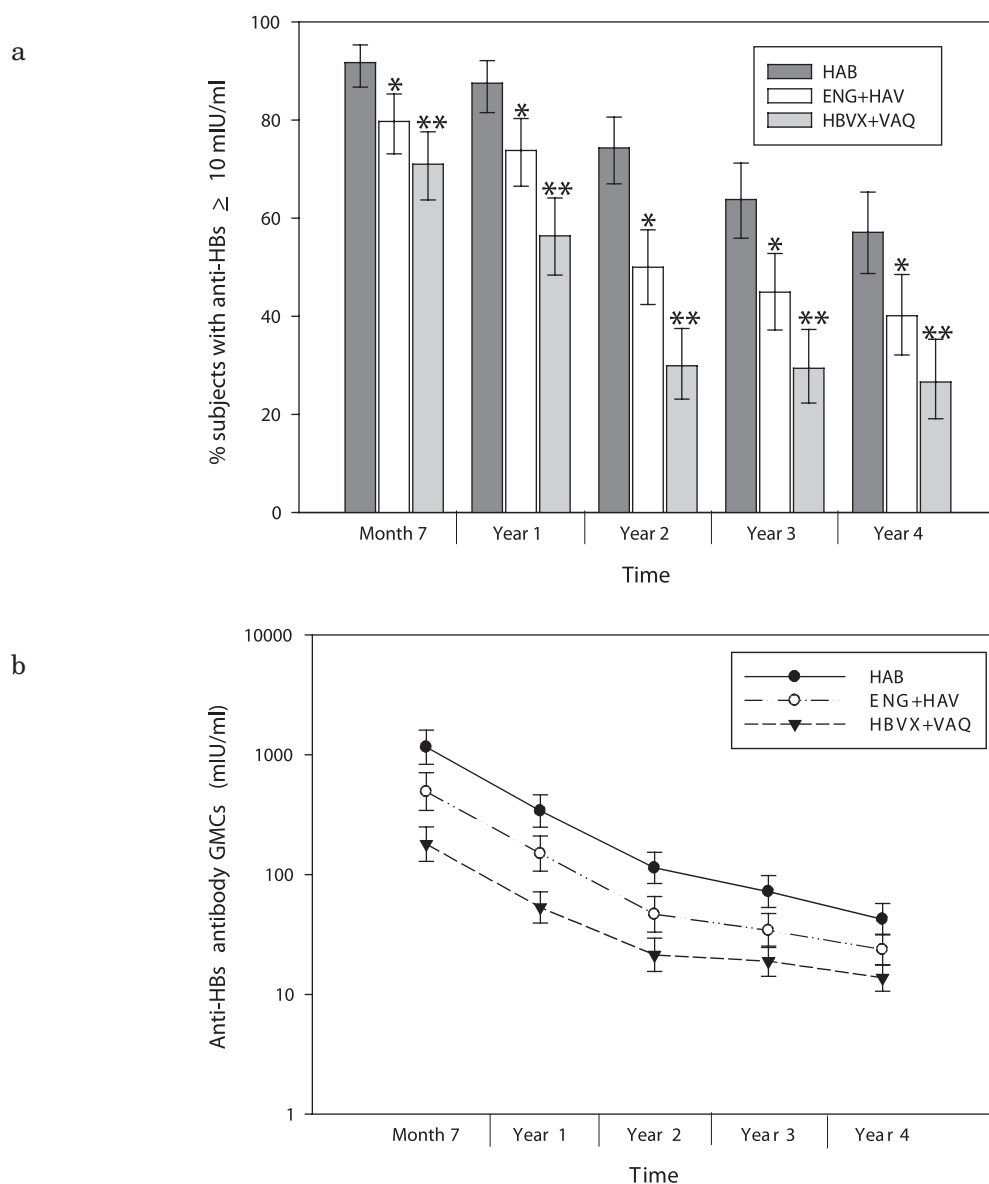 a
% subjects with anti-HBs ≥ 10 mIU/ml
100
80
60
40
20
0
HAB
ENG+HAV
HBVX+VAQ
* ** * ** * ** * ** * **
Month 7 Year 1 Year 2 Year 3 Year 4
Time
b
Anti-HBs antibody GMCs (mIU/ml)
10000
1000
100
10
1
HAB
ENG+HAV
HBVX+VAQ
Month 7 Year 1 Year 2 Year 3 Year 4
Time